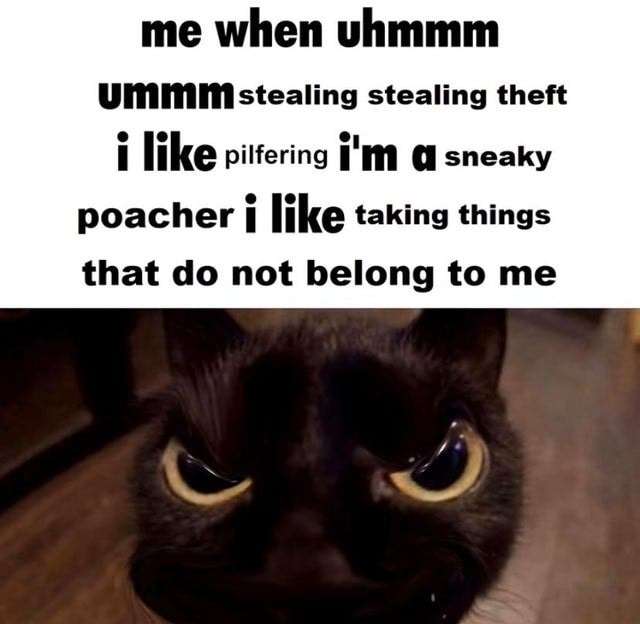 me when uhmmm
ummm stealing stealing theft
i like pilfering i'm a sneaky
poacher i like taking things
that do not belong to me